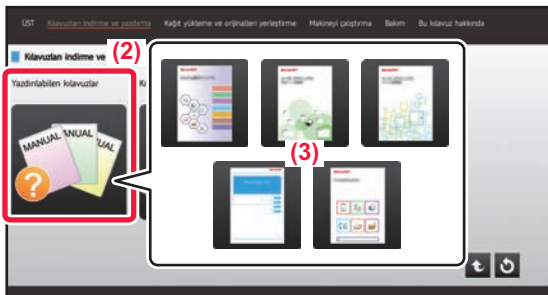 ÜST Kılavuzları indirme ve yazdırma Kağıt yükleme ve orijinalleri yerleştirme Makineyi çalıştırma Bakım Bu kılavuz hakkında
Kılavuzları indirme ve
(2)
Yazdırılabilen kılavuzlar
MANUAL
MANUAL
(3)